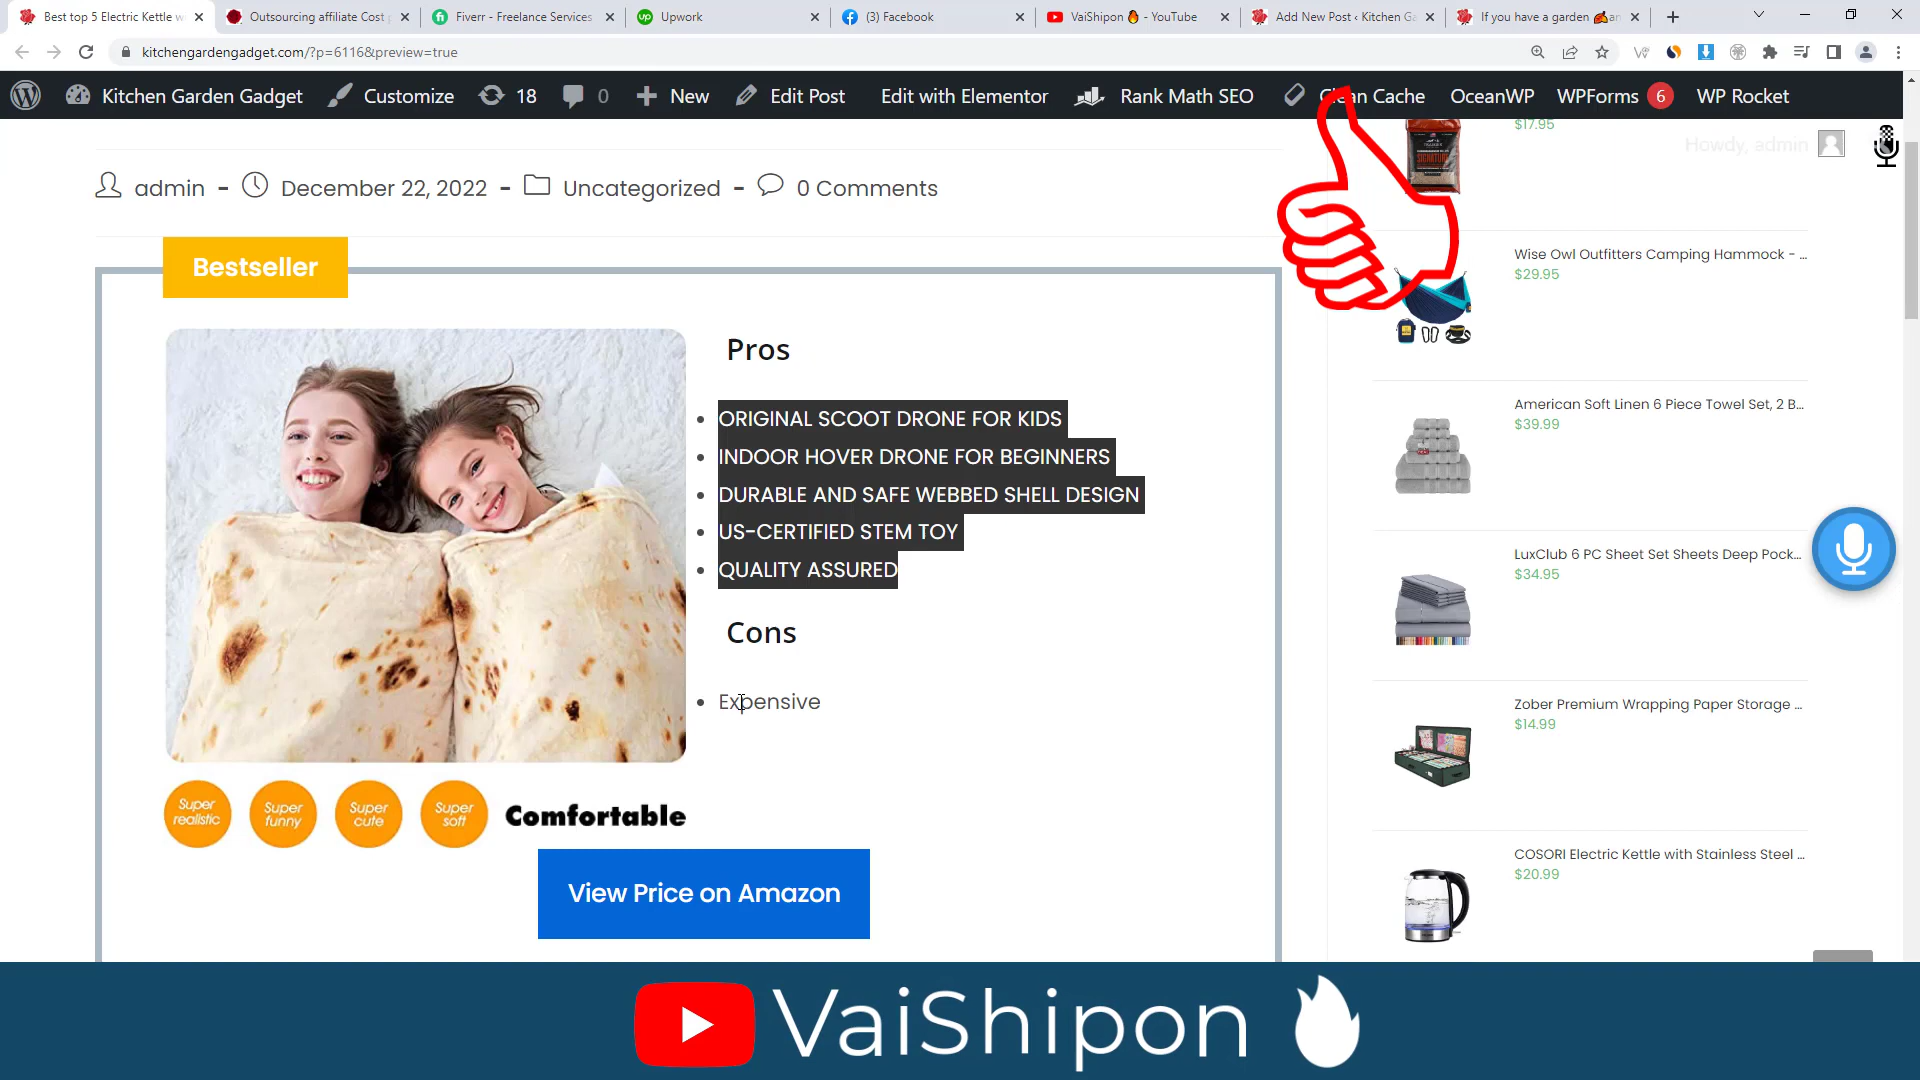 Best top 5 Electric Kettle w
Outsourcing affiliate Cost p
Fiverr - Freelance Services
Upwork
(3) Facebook
VaiShipon 🔥 - YouTube
Add New Post ‹ Kitchen Ga
If you have a garden 🍂an
kitchengardengadget.com/?p=6116&preview=true
Kitchen Garden Gadget
Customize
18
0
New
Edit Post
Edit with Elementor
Rank Math SEO
Clean Cache
OceanWP
WPForms 6
WP Rocket
Howdy, admin
admin - December 22, 2022 - Uncategorized - 0 Comments
Bestseller
Pros
• ORIGINAL SCOOT DRONE FOR KIDS
• INDOOR HOVER DRONE FOR BEGINNERS
• DURABLE AND SAFE WEBBED SHELL DESIGN
• US-CERTIFIED STEM TOY
• QUALITY ASSURED
Cons
• Expensive
Super realistic
Super funny
Super cute
Super soft
Comfortable
View Price on Amazon
$17.95
SIGNATURE
Wise Owl Outfitters Camping Hammock - ...
$29.95
American Soft Linen 6 Piece Towel Set, 2 B...
$39.99
LuxClub 6 PC Sheet Set Sheets Deep Pock...
$34.95
Zober Premium Wrapping Paper Storage ...
$14.99
COSORI Electric Kettle with Stainless Steel ...
$20.99
VaiShipon